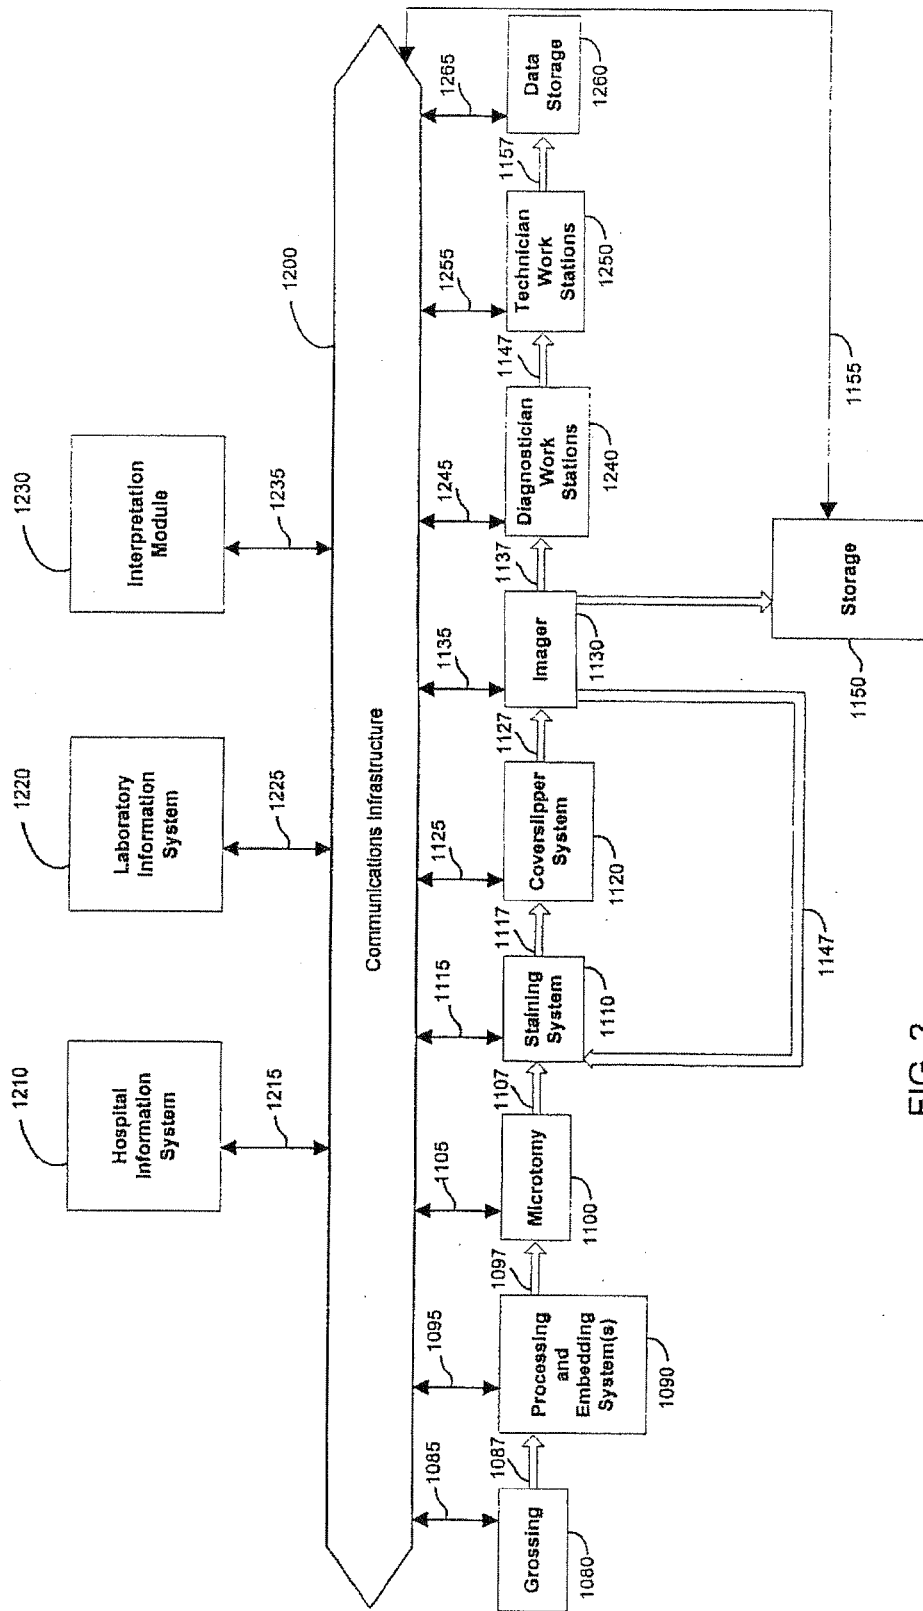 1210
Hospital
Information
System
1215
1220
Laboratory
Information
System
1225
1230
Interpretation
Module
1235
1200
Communications Infrastructure
1085
1095
1105
1115
1125
1135
1245
1255
1265
Grossing
1080
1087
Processing
and
Embedding
System(s)
1090
1097
Microtomy
1100
1107
Staining
System
1110
1117
Coverslipper
System
1120
1127
Imager
1130
1137
Diagnostician
Work
Stations
1240
1147
Technician
Work
Stations
1250
1157
Data
Storage
1260
1147
Storage
1150
1155
FIG. 2